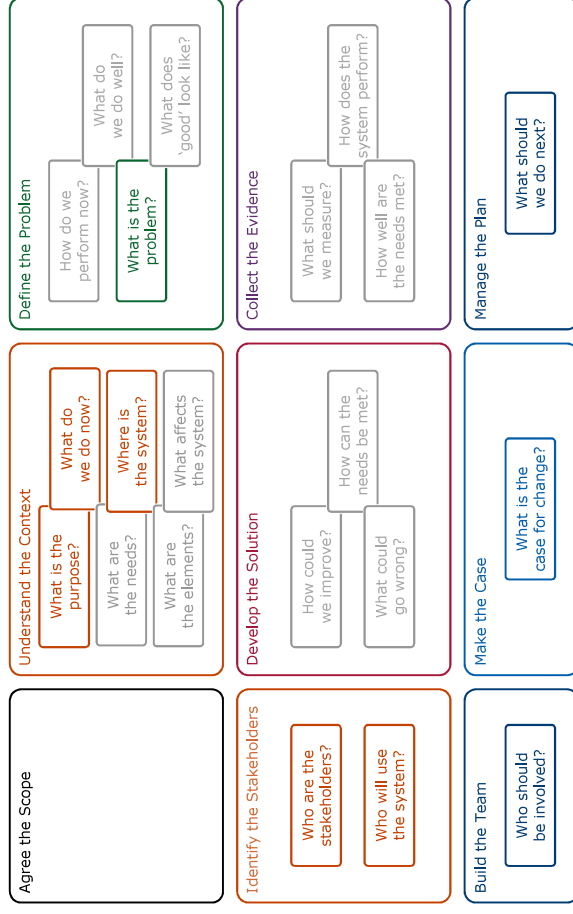 Agree the Scope
Understand the Context
What is the
purpose?
What do
we do now?
What are
the needs?
Where is
the system?
What are
the elements?
What affects
the system?
Define the Problem
How do we
perform now?
What do
we do well?
What is the
problem?
What does
‘good’ look like?
Identify the Stakeholders
Who are the
stakeholders?
Who will use
the system?
Develop the Solution
How could
we improve?
How can the
needs be met?
What could
go wrong?
Collect the Evidence
What should
we measure?
How does the
system perform?
How well are
the needs met?
Build the Team
Who should
be involved?
Make the Case
What is the
case for change?
Manage the Plan
What should
we do next?